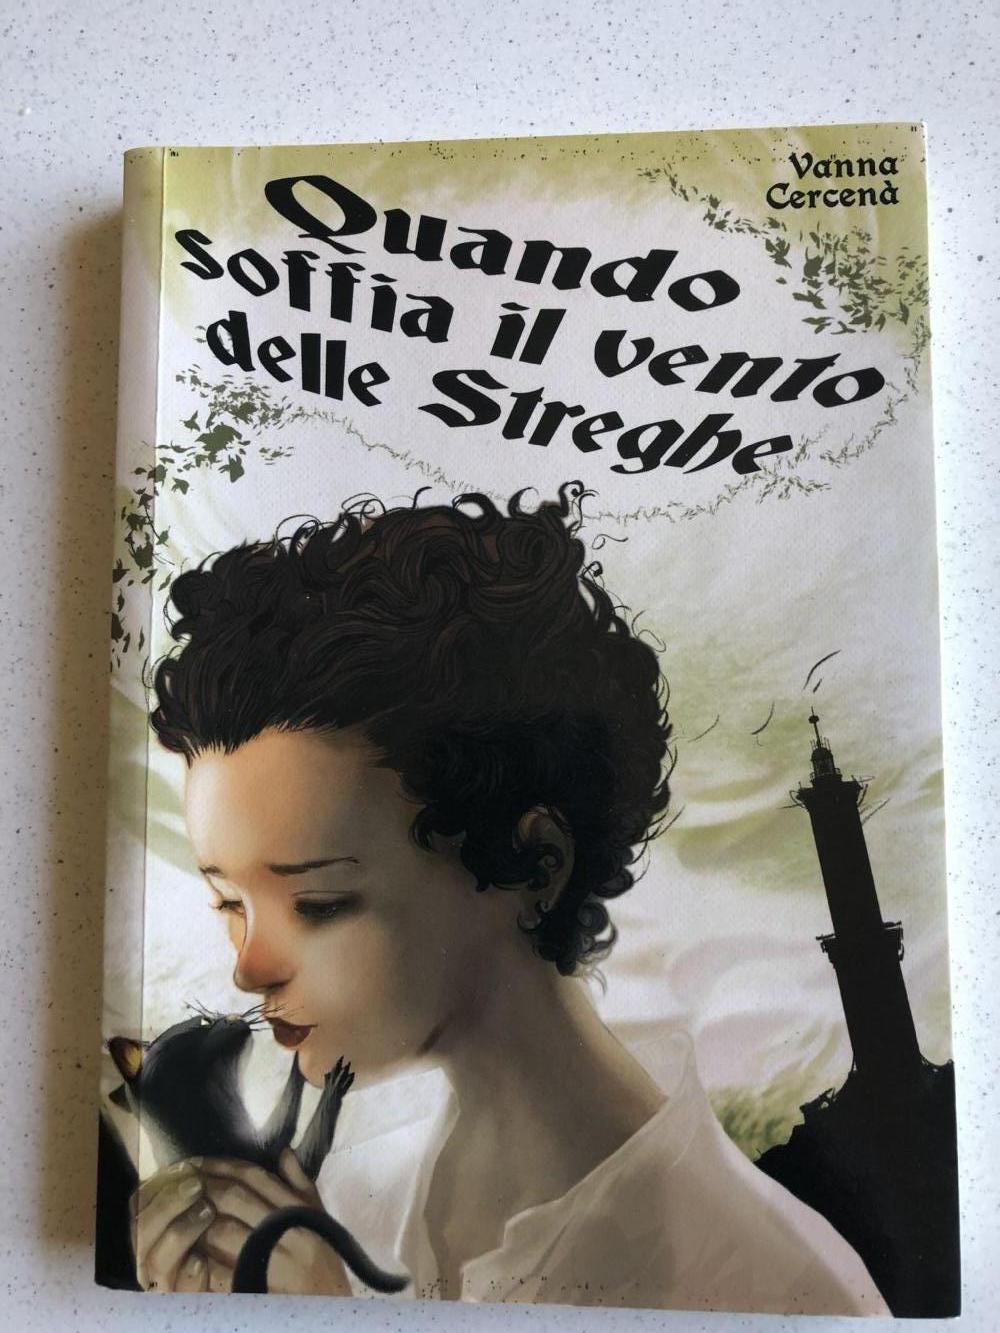 Vanna
Cercenà
Quando
soffia il vento
delle Streghe